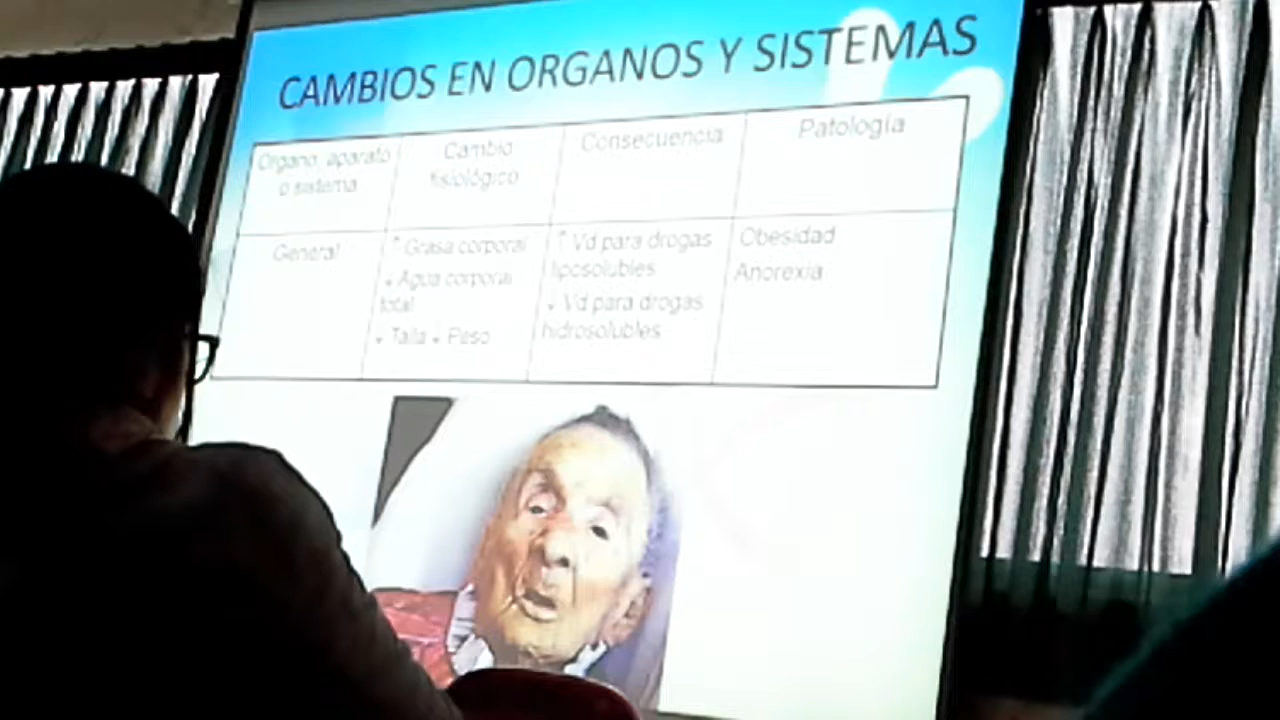 CAMBIOS EN ORGANOS Y SISTEMAS
Organo, aparato
o sistema
Cambio
fisiológico
Consecuencia
Patología
General
↑ Grasa corporal
↓ Agua corporal
total
↓ Talla ↓ Peso
↑ Vd para drogas
liposolubles
↓ Vd para drogas
hidrosolubles
Obesidad
Anorexia